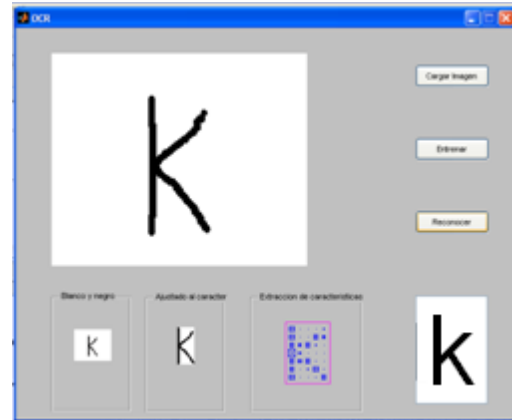 OCR
K
Cargar Imagen
Entrenar
Reconocer
Blanco y negro
Ajustado al caracter
Extraccion de caracteristicas
K
K
k